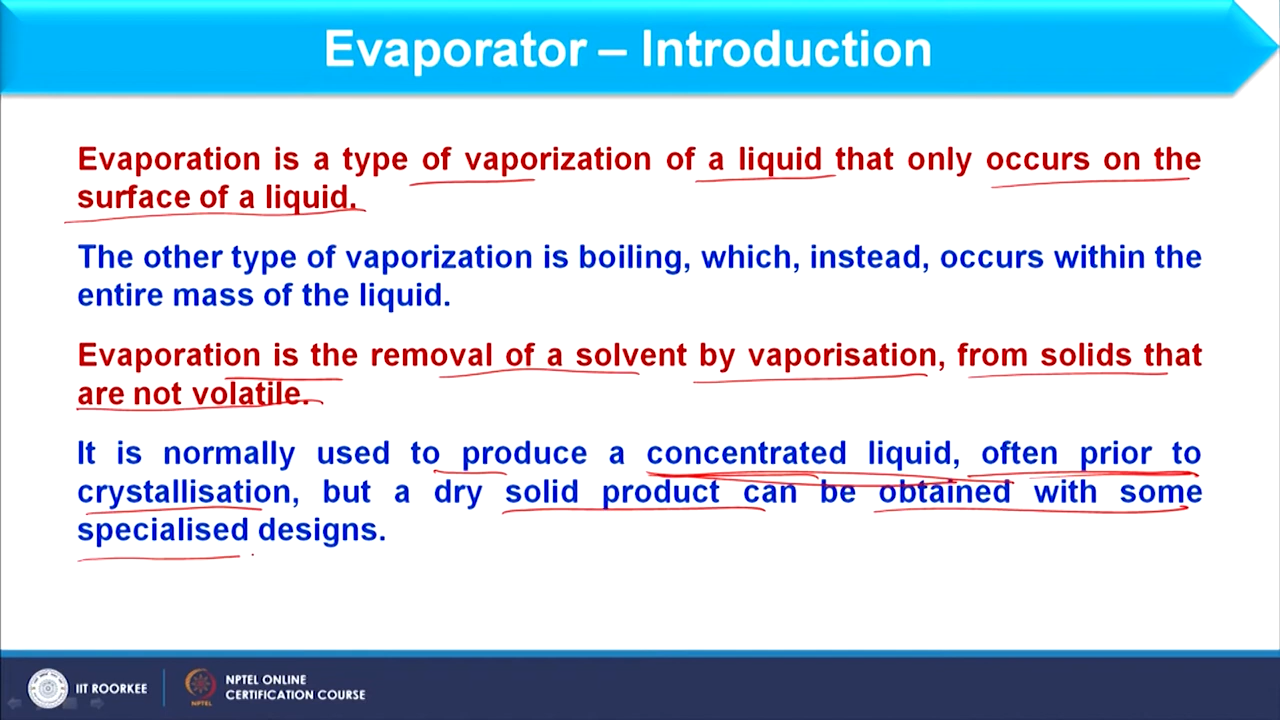 Evaporator – Introduction
Evaporation is a type of vaporization of a liquid that only occurs on the
surface of a liquid.
The other type of vaporization is boiling, which, instead, occurs within the
entire mass of the liquid.
Evaporation is the removal of a solvent by vaporisation, from solids that
are not volatile.
It is normally used to produce a concentrated liquid, often prior to
crystallisation, but a dry solid product can be obtained with some
specialised designs.
IIT ROORKEE
NPTEL
NPTEL ONLINE
CERTIFICATION COURSE